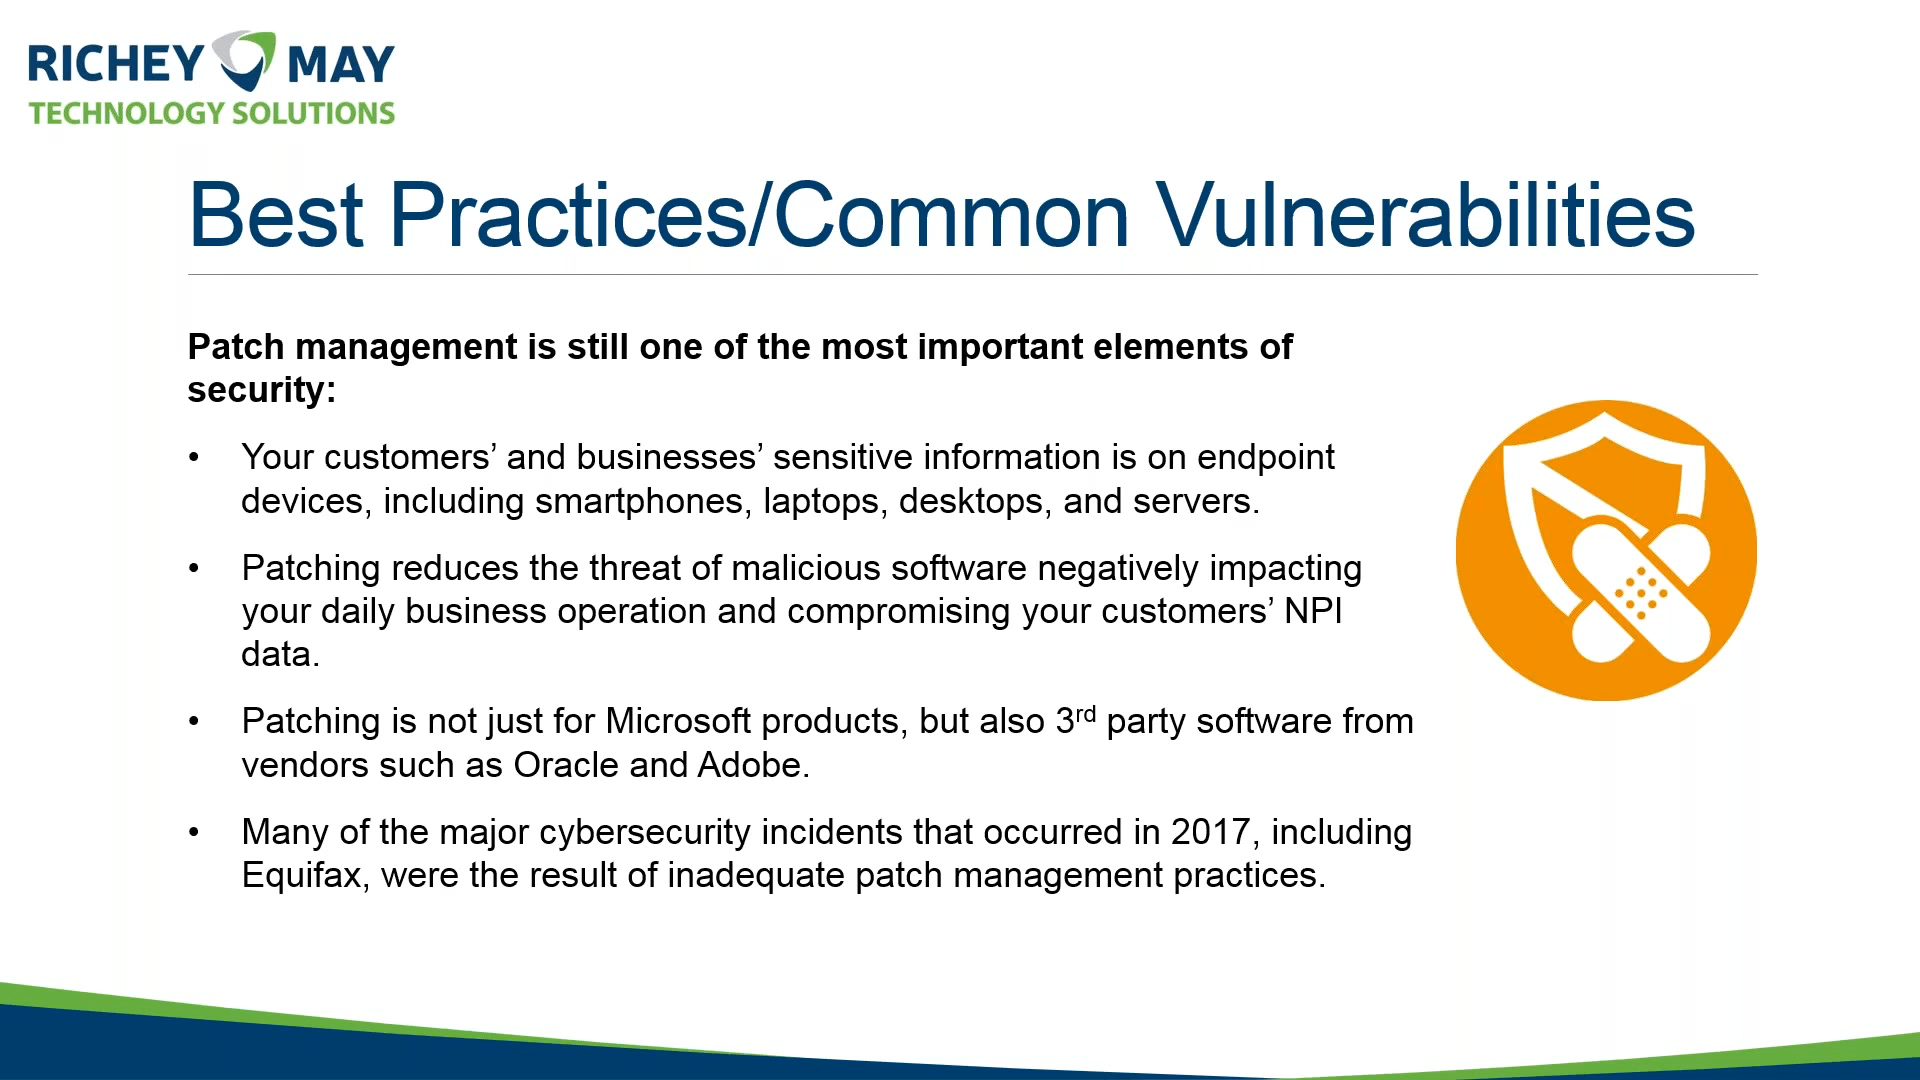 RICHEY MAY
TECHNOLOGY SOLUTIONS
Best Practices/Common Vulnerabilities
Patch management is still one of the most important elements of
security:
• Your customers’ and businesses’ sensitive information is on endpoint
devices, including smartphones, laptops, desktops, and servers.
• Patching reduces the threat of malicious software negatively impacting
your daily business operation and compromising your customers’ NPI
data.
• Patching is not just for Microsoft products, but also 3rd party software from
vendors such as Oracle and Adobe.
• Many of the major cybersecurity incidents that occurred in 2017, including
Equifax, were the result of inadequate patch management practices.